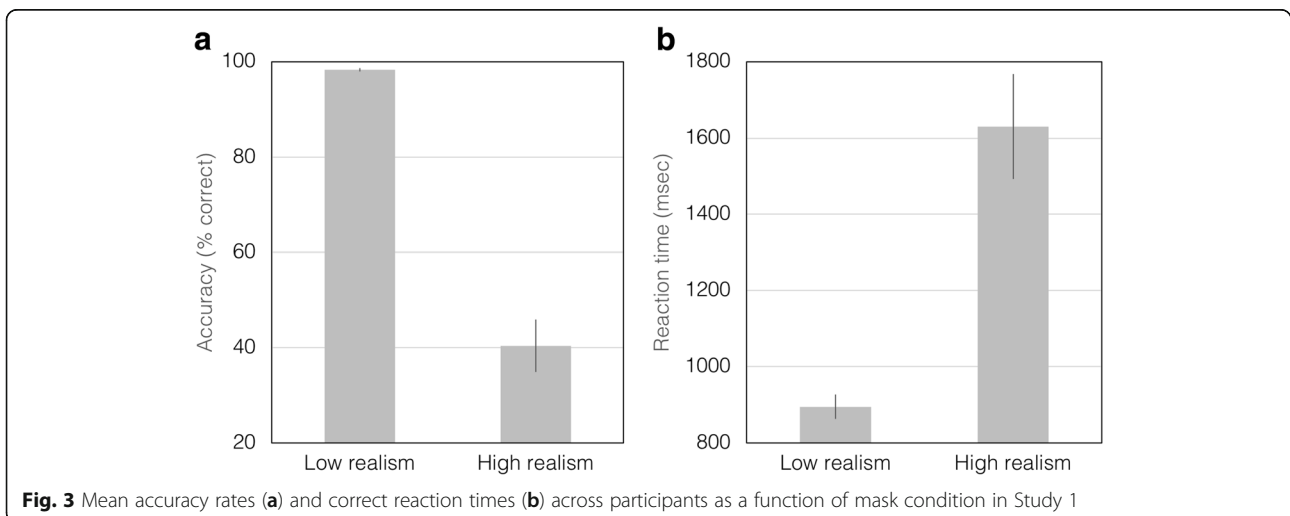 a
100
80
60
40
20
Accuracy (% correct)
Low realism High realism
b
1800
1600
1400
1200
1000
800
Reaction time (msec)
Low realism High realism
Fig. 3 Mean accuracy rates (a) and correct reaction times (b) across participants as a function of mask condition in Study 1